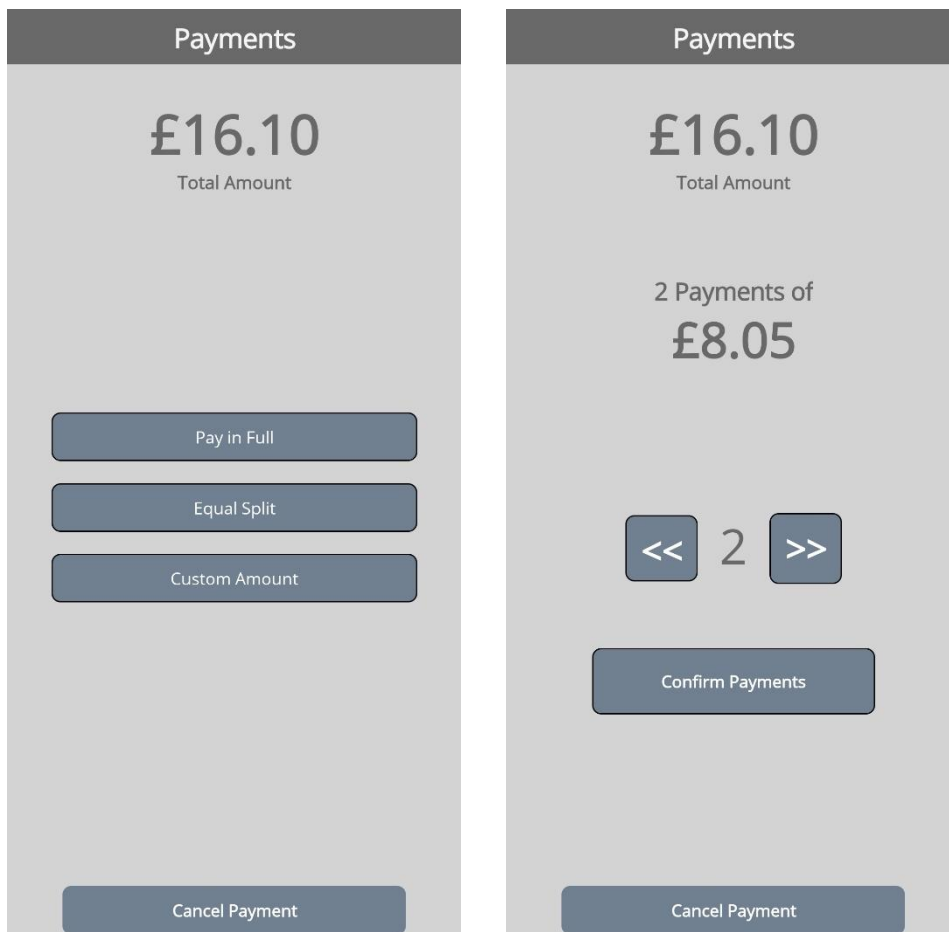 Payments
£16.10
Total Amount
Pay in Full
Equal Split
Custom Amount
Cancel Payment
Payments
£16.10
Total Amount
2 Payments of
£8.05
<< 2 >>
Confirm Payments
Cancel Payment